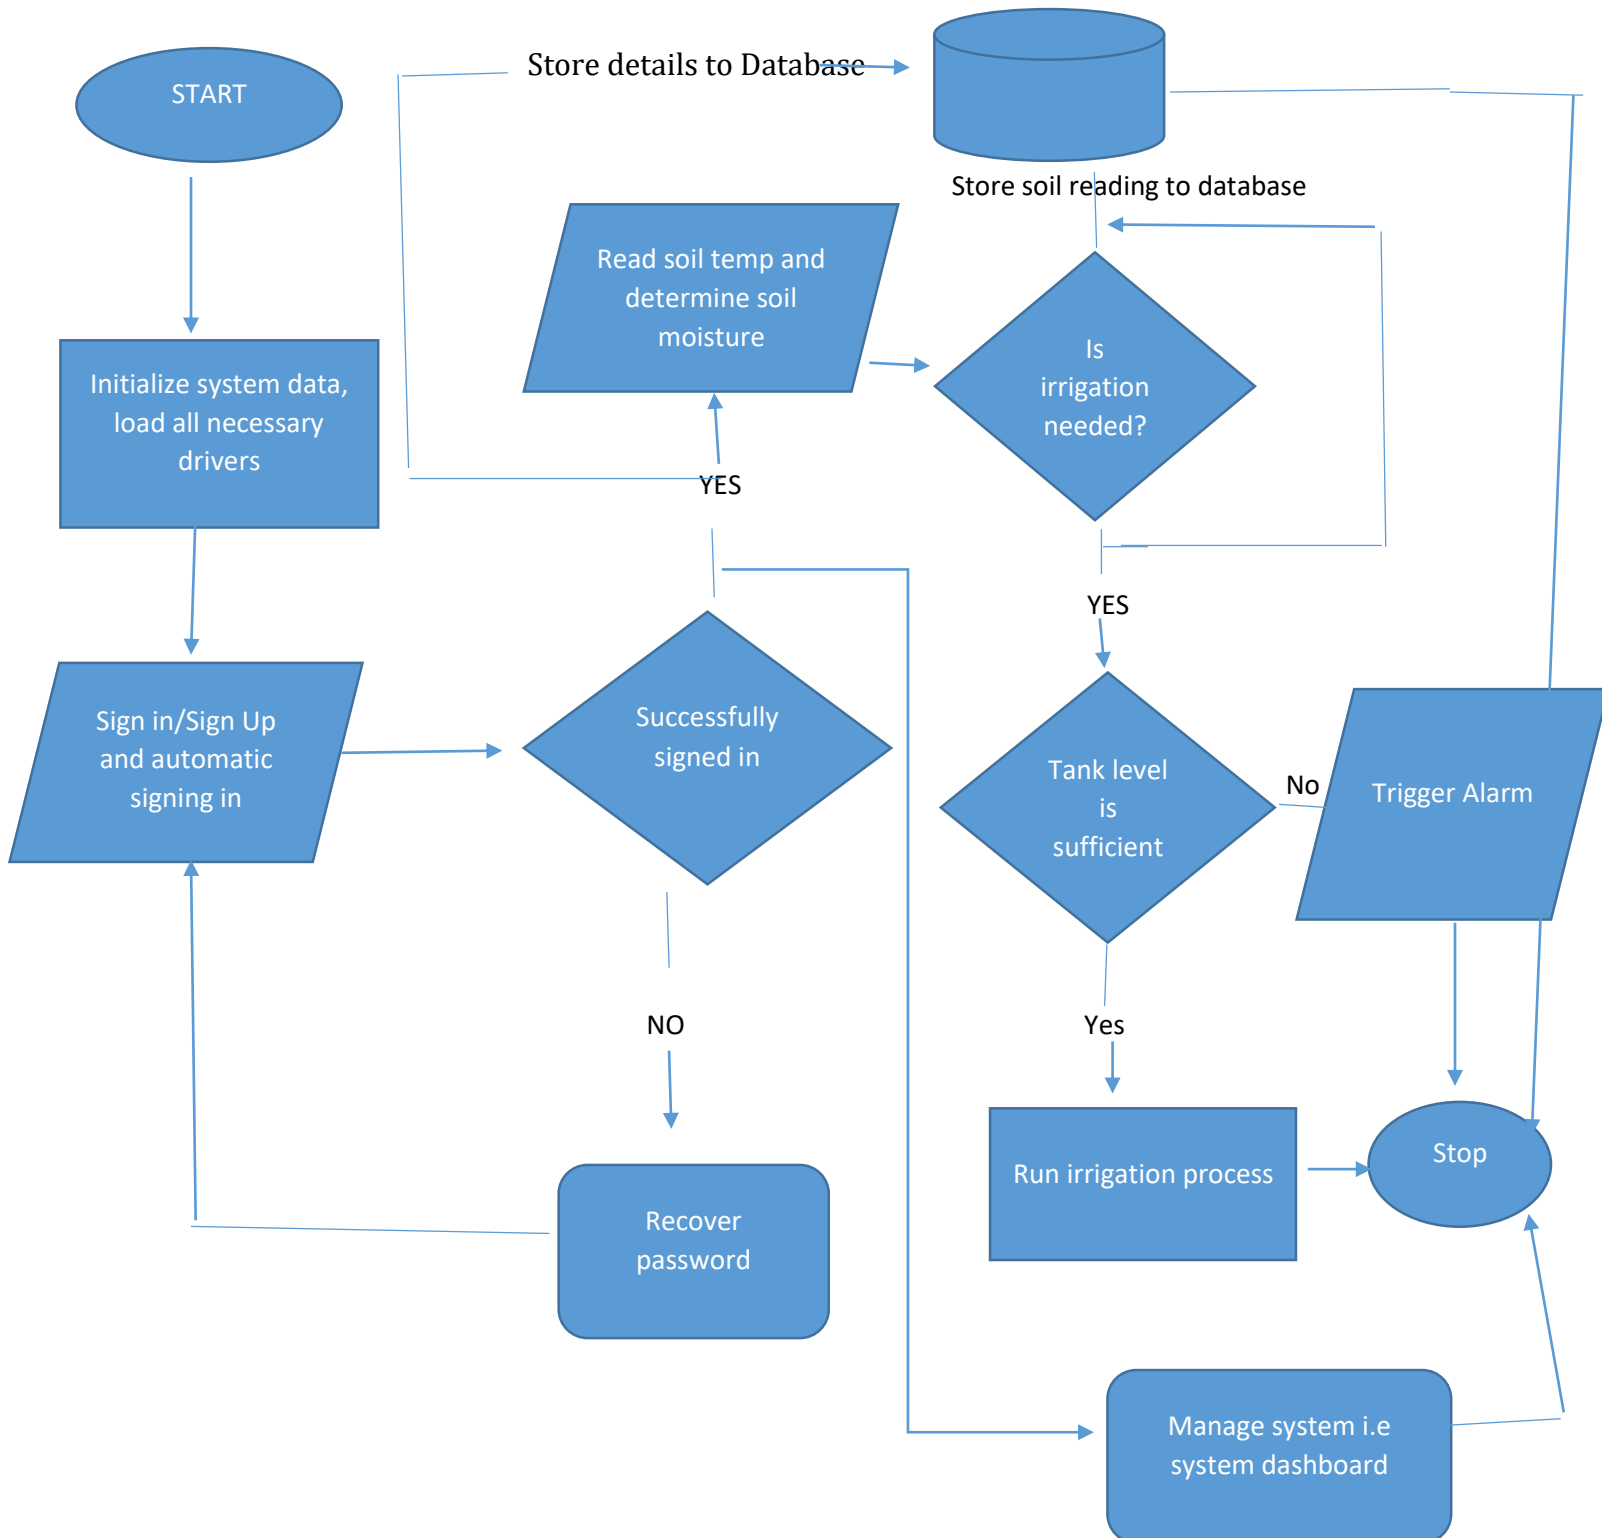 START
Store details to Database
Store soil reading to database
Read soil temp and
determine soil
moisture
Is
irrigation
needed?
Initialize system data,
load all necessary
drivers
YES
YES
Sign in/Sign Up
and automatic
signing in
Successfully
signed in
Tank level
is
sufficient
No
Trigger Alarm
NO
Yes
Run irrigation process
Stop
Recover
password
Manage system i.e
system dashboard